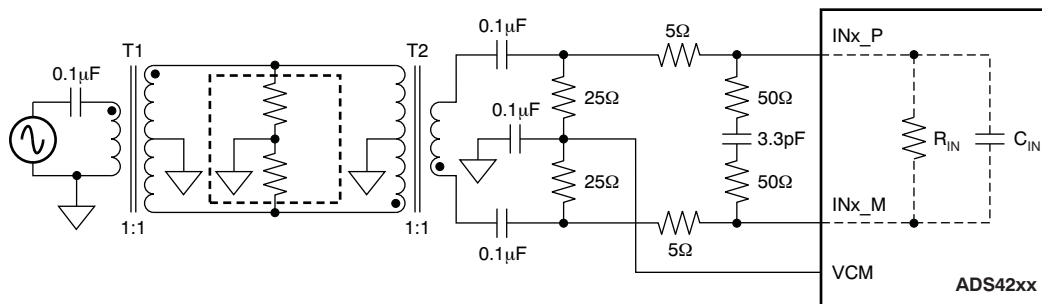 0.1μF
T1
1:1
T2
1:1
0.1μF
0.1μF
0.1μF
25Ω
25Ω
5Ω
5Ω
50Ω
3.3pF
50Ω
INx_P
R_IN
C_IN
INx_M
VCM
ADS42xx